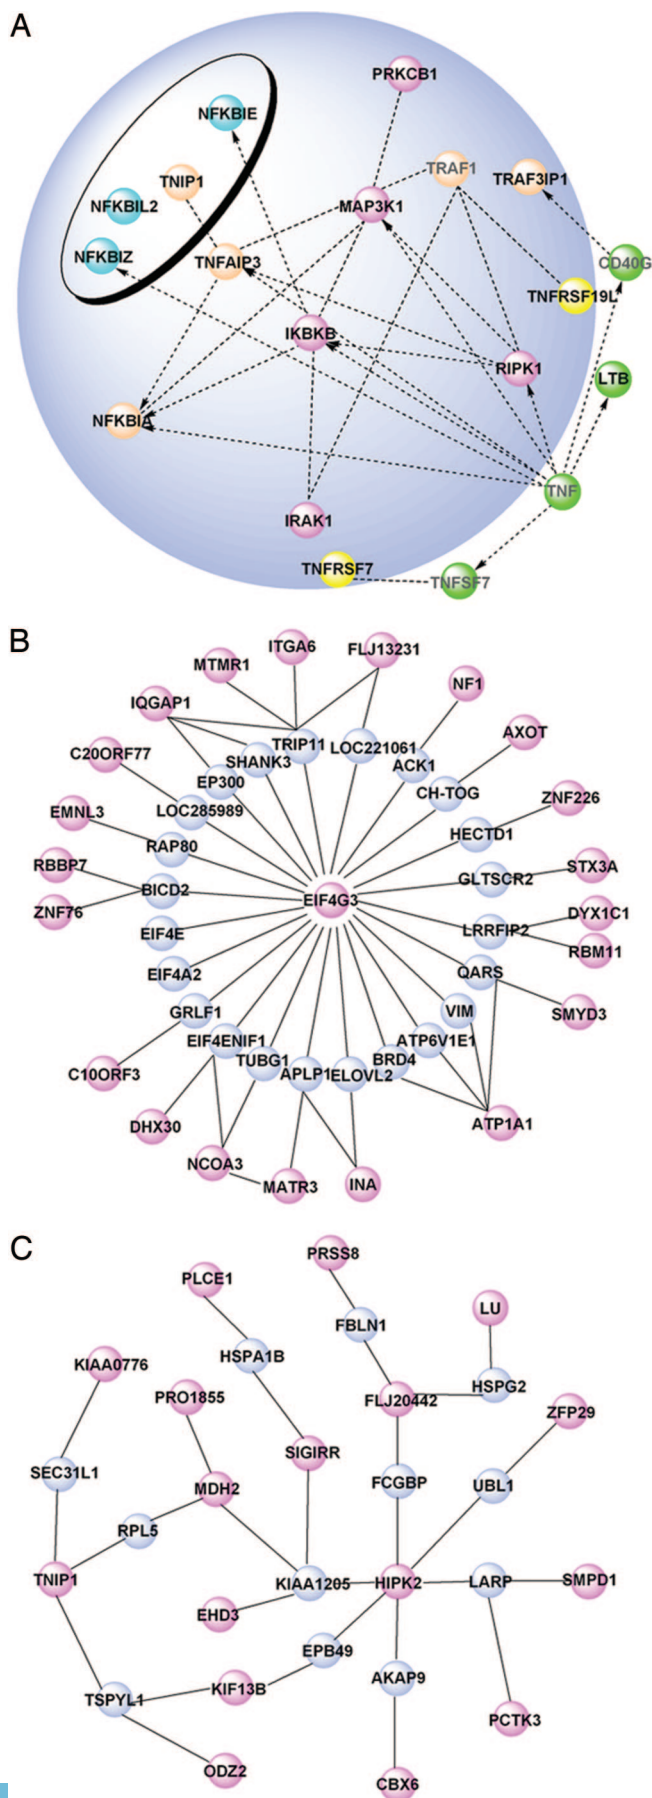 A
PRKCB1
NFKBIE
TRAF1
TRAF3IP1
TNIP1
MAP3K1
NFKBIL2
NFKBIZ
TNFAIP3
CD40G
TNFRSF19L
IKBKB
RIPK1
LTB
NFKBIA
TNF
IRAK1
TNFRSF7
TNFSF7
B
ITGA6
FLJ13231
MTMR1
NF1
IQGAP1
AXOT
TRIP11
LOC221061
C20ORF77
SHANK3
ACK1
EP300
CH-TOG
ZNF226
EMNL3
LOC285989
HECTD1
RAP80
RBBP7
STX3A
BICD2
GLTSCR2
EIF4G3
ZNF76
DYX1C1
EIF4E
LRRFIP2
RBM11
EIF4A2
QARS
GRLF1
VIM
SMYD3
EIF4ENIF1
ATP6V1E1
TUBG1
BRD4
C10ORF3
APLP1
ELOVL2
DHX30
ATP1A1
NCOA3
MATR3
INA
C
PRSS8
PLCE1
LU
FBLN1
HSPA1B
KIAA0776
HSPG2
PRO1855
FLJ20442
ZFP29
SIGIRR
SEC31L1
FCGBP
UBL1
MDH2
RPL5
TNIP1
KIAA1205
HIPK2
LARP
SMPD1
EHD3
EPB49
AKAP9
KIF13B
TSPYL1
PCTK3
ODZ2
CBX6